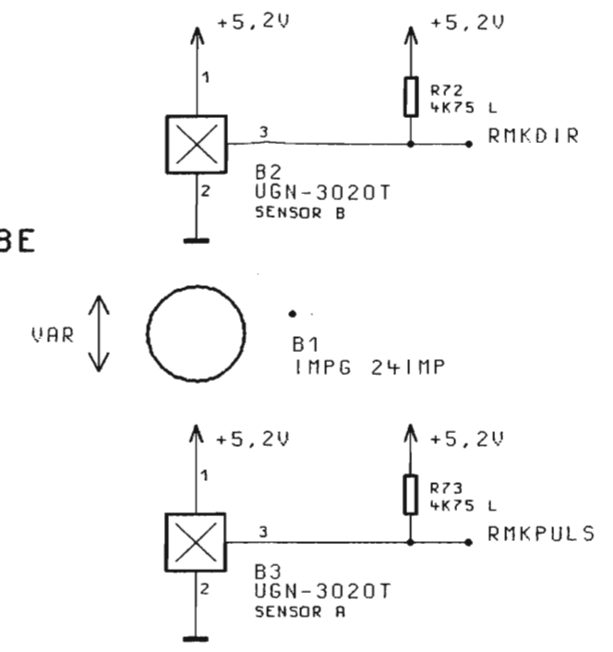 +5,2V
+5,2V
1
R72
4K75 L
3
RMKDIR
B2
2
UGN-3020T
SENSOR B
VAR
B1
IMPG 24IMP
+5,2V
+5,2V
1
R73
4K75 L
3
RMKPULS
B3
2
UGN-3020T
SENSOR A